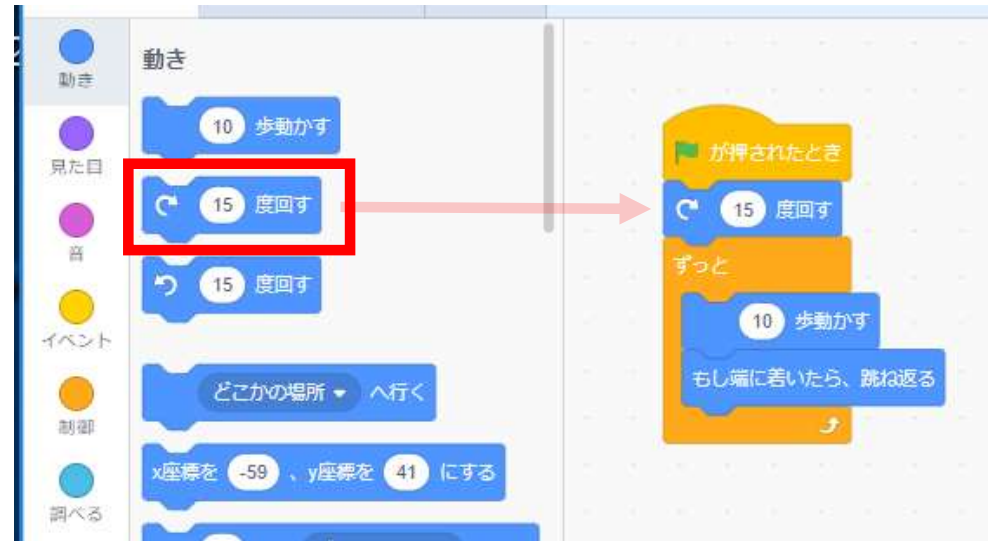 動き
見た目
音
イベント
制御
調べる
動き
10 歩動かす
15 度回す
15 度回す
どこかの場所 へ行く
x座標を -59 、y座標を 41 にする
が押されたとき
15 度回す
ずっと
10 歩動かす
もし端に着いたら、跳ね返る